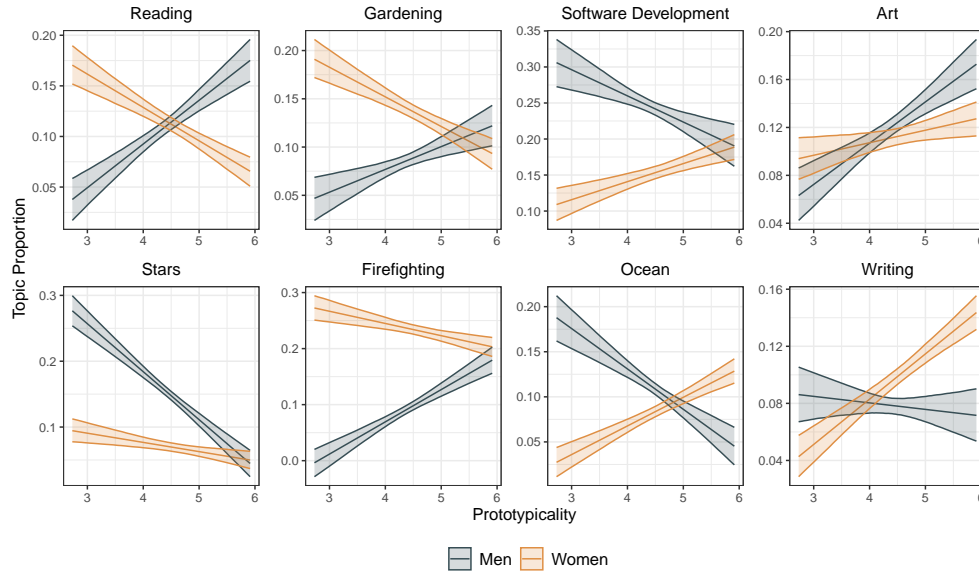 Reading Gardening Software Development Art
0.20 0.20 0.35 0.20
0.30
0.15 0.15 0.25 0.16
0.10 0.10 0.20 0.12
0.05 0.05 0.15 0.08
0.10 0.04
3 4 5 6 3 4 5 6 3 4 5 6 3 4 5 6
Topic Proportion
Stars Firefighting Ocean Writing
0.3 0.3 0.20 0.16
0.2 0.2 0.15 0.12
0.1 0.1 0.10 0.08
0.0 0.05 0.04
3 4 5 6 3 4 5 6 3 4 5 6 3 4 5 6
Prototypicality
Men Women